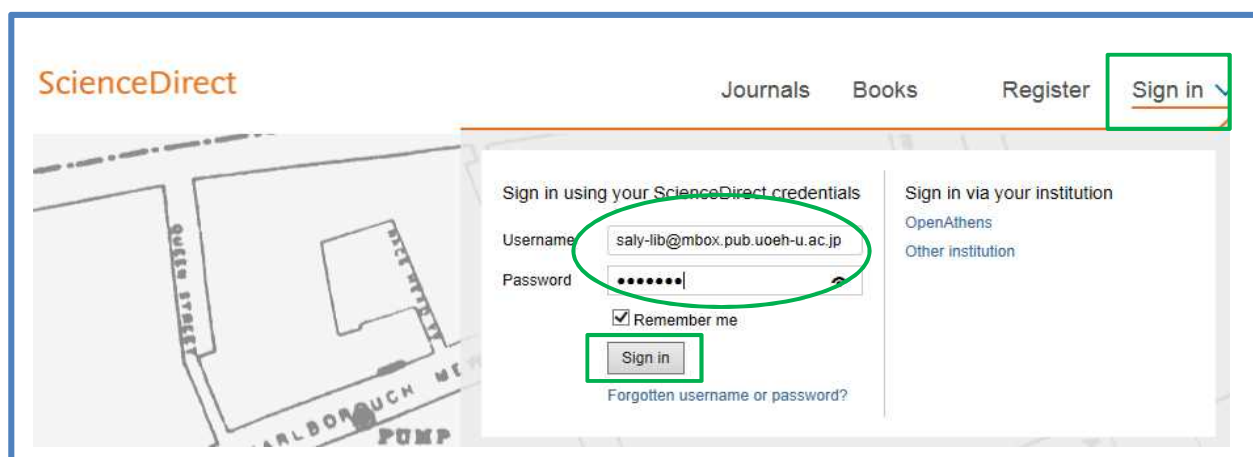 ScienceDirect
Journals Books Register Sign in
Sign in using your ScienceDirect credentials
Username saly-lib@mbox.pub.uoeh-u.ac.jp
Password •••••••
Remember me
Sign in
Forgotten username or password?
Sign in via your institution
OpenAthens
Other institution
QUEEN STREET
PUMP